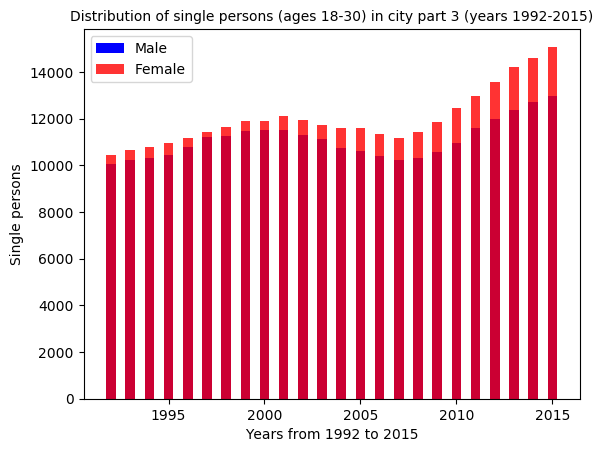 Distribution of single persons (ages 18-30) in city part 3 (years 1992-2015)
Male
Female
14000
12000
10000
8000
6000
4000
2000
0
Single persons
1995 2000 2005 2010 2015
Years from 1992 to 2015